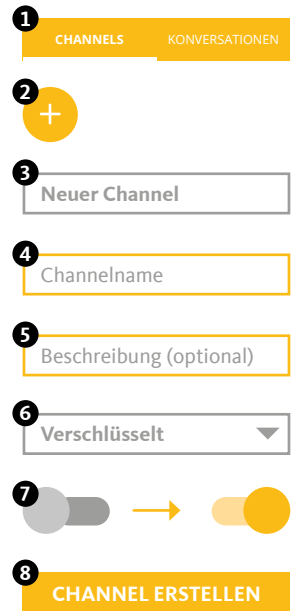 1
CHANNELS KONVERSATIONEN
2
+
3
Neuer Channel
4
Channelname
5
Beschreibung (optional)
6
Verschlüsselt
7
8
CHANNEL ERSTELLEN